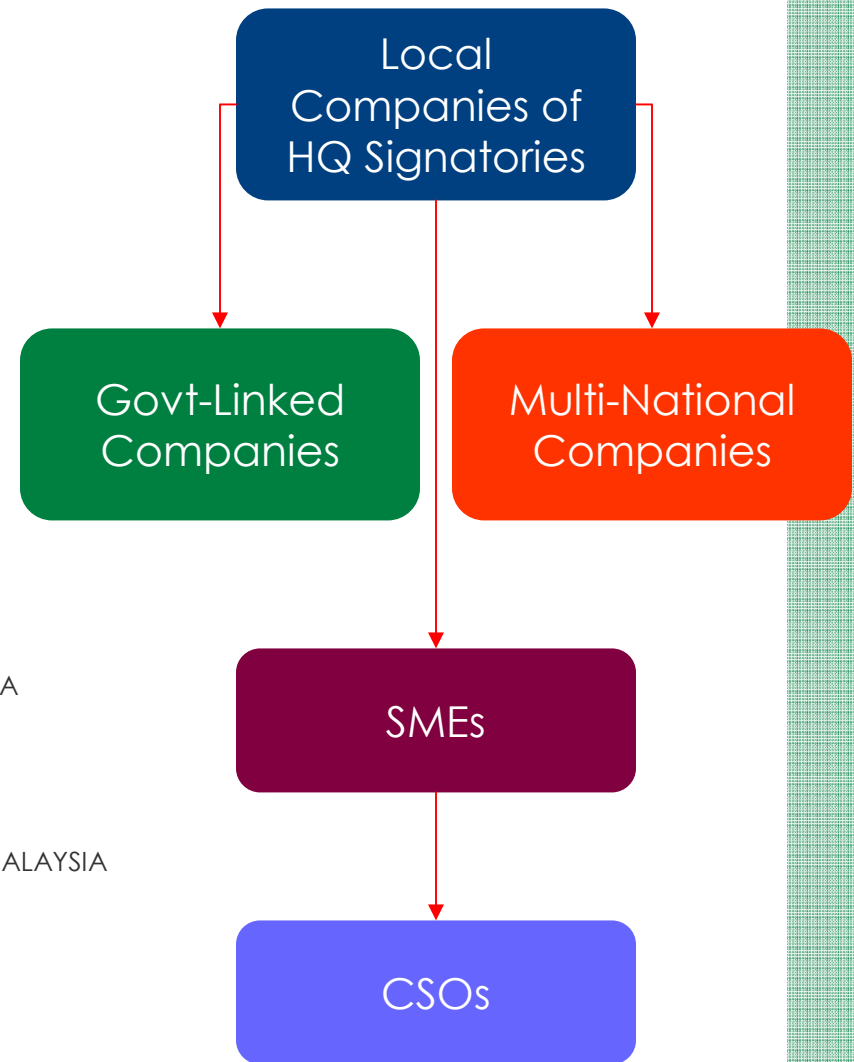 Local
Companies of
HQ Signatories
Govt-Linked
Companies
Multi-National
Companies
A
SMEs
ALAYSIA
CSOs